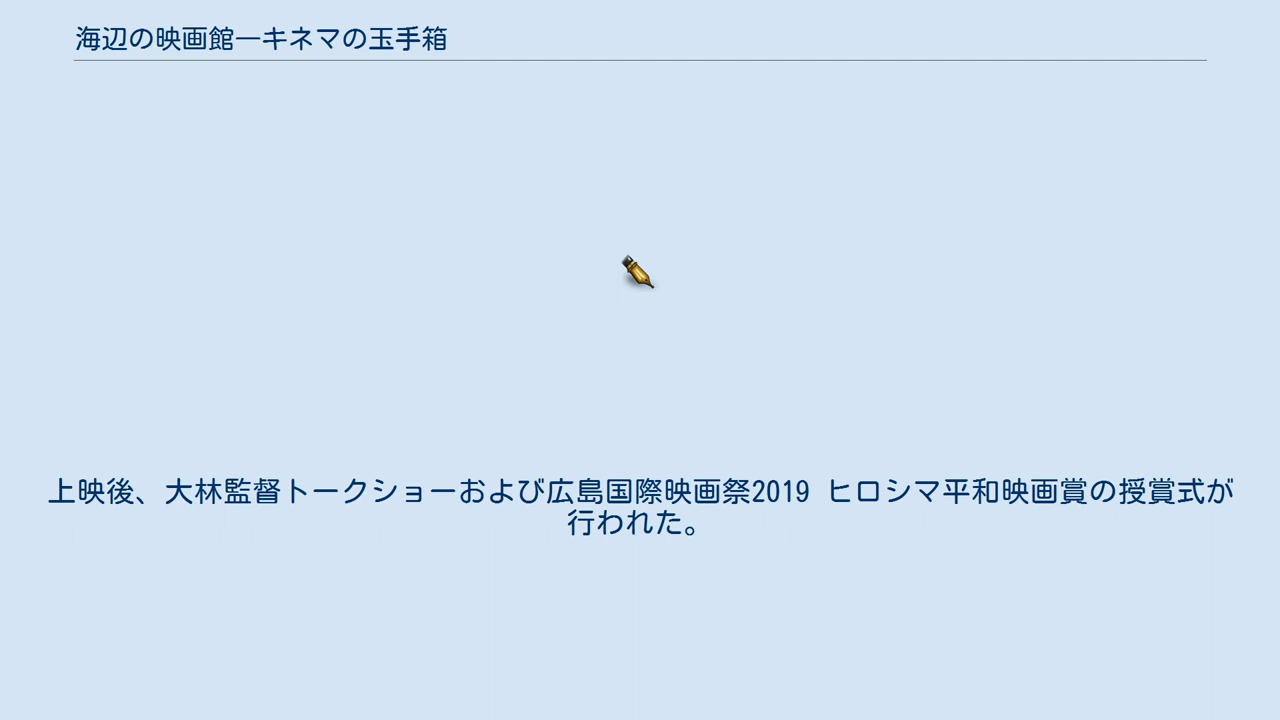 海辺の映画館―キネマの玉手箱
上映後、大林監督トークショーおよび広島国際映画祭2019 ヒロシマ平和映画賞の授賞式が
行われた。